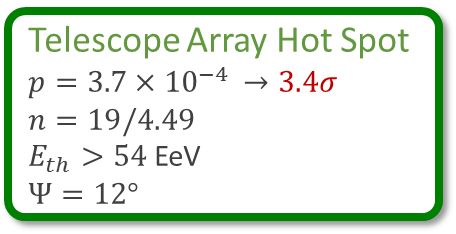 Telescope Array Hot Spot
p = 3.7 × 10⁻⁴ → 3.4σ
n = 19/4.49
E_th > 54 EeV
Ψ = 12°